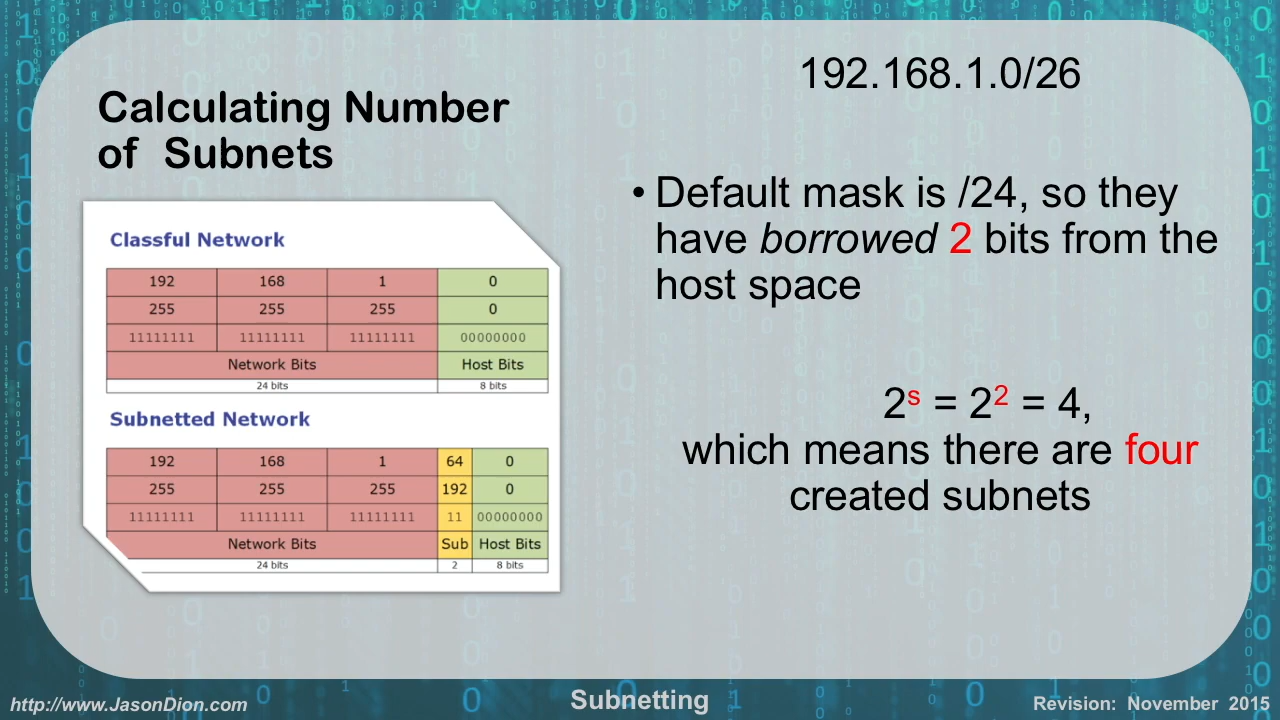 192.168.1.0/26
Calculating Number
of Subnets
• Default mask is /24, so they
have borrowed 2 bits from the
host space
2s = 22 = 4,
which means there are four
created subnets
Classful Network
192 168 1 0
255 255 255 0
11111111 11111111 11111111 00000000
Network Bits Host Bits
24 bits 8 bits
Subnetted Network
192 168 1 64 0
255 255 255 192 0
11111111 11111111 11111111 11 00000000
Network Bits Sub Host Bits
24 bits 2 8 bits
http://www.JasonDion.com
Subnetting
Revision: November 2015